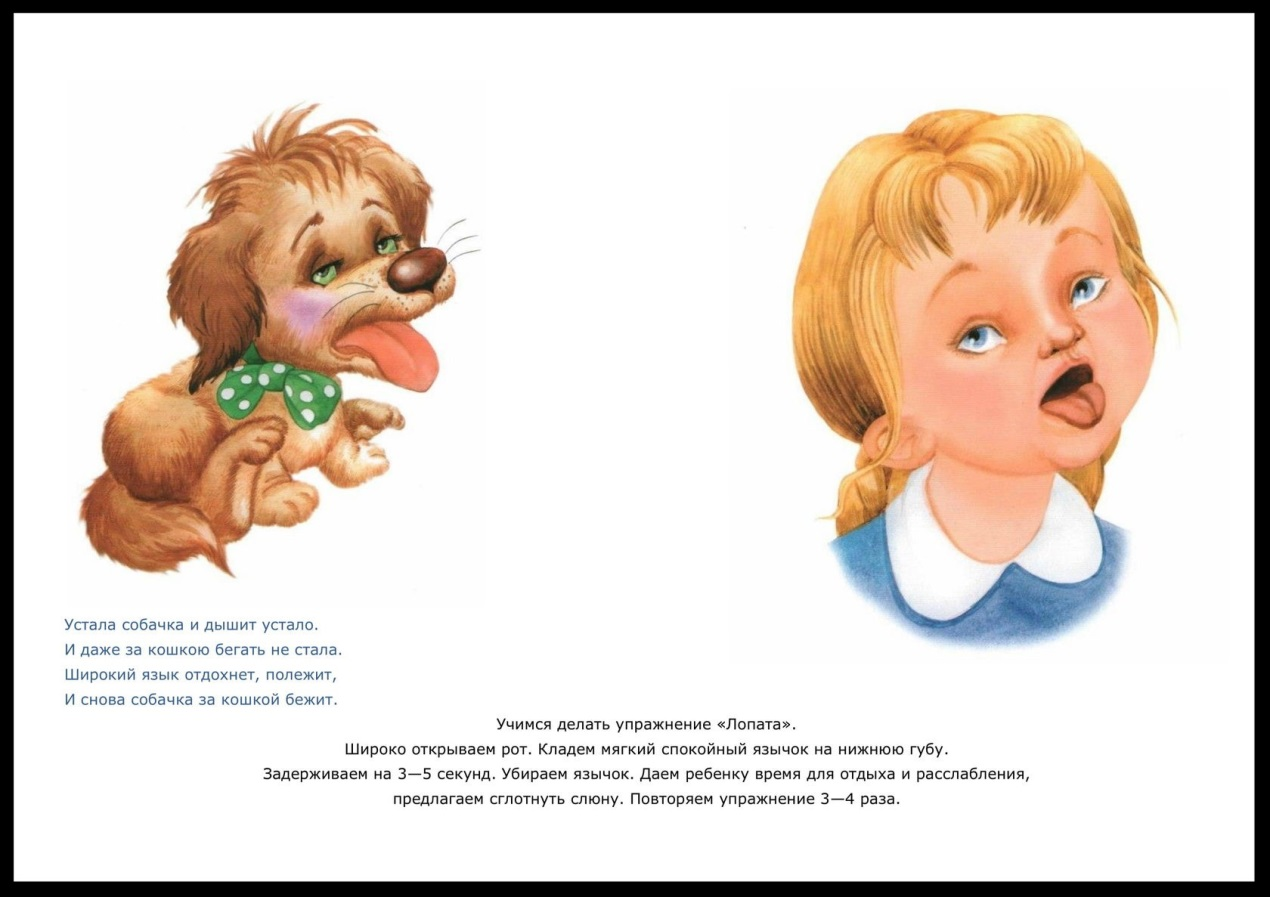 Устала собачка и дышит устало.
И даже за кошкою бегать не стала.
Широкий язык отдохнет, полежит,
И снова собачка за кошкой бежит.
Учимся делать упражнение «Лопата».
Широко открываем рот. Кладем мягкий спокойный язычок на нижнюю губу.
Задерживаем на 3—5 секунд. Убираем язычок. Даем ребенку время для отдыха и расслабления,
предлагаем сглотнуть слюну. Повторяем упражнение 3—4 раза.